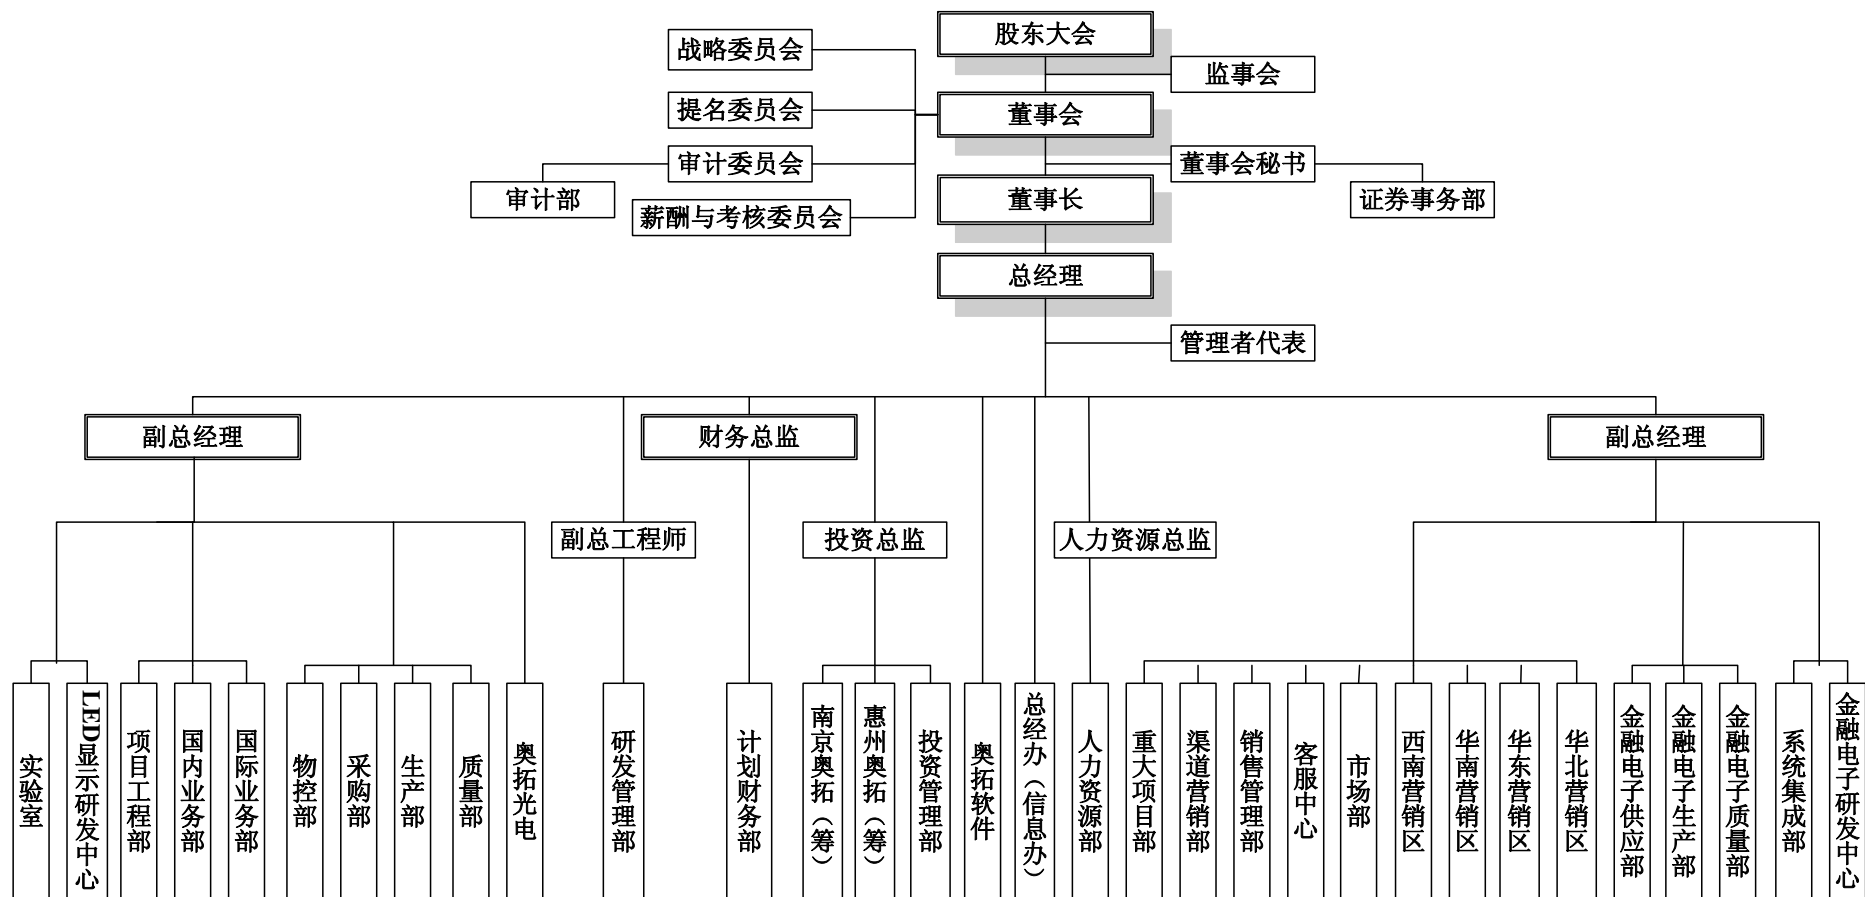 股东大会
战略委员会
监事会
提名委员会
董事会
审计委员会
董事会秘书
审计部
董事长
证券事务部
薪酬与考核委员会
总经理
管理者代表
副总经理
财务总监
副总经理
副总工程师
投资总监
人力资源总监
实验室
LED显示研发中心
项目工程部
国内业务部
国际业务部
物控部
采购部
生产部
质量部
奥拓光电
研发管理部
计划财务部
南京奥拓（筹）
惠州奥拓（筹）
投资管理部
奥拓软件
总经办（信息办）
人力资源部
重大项目部
渠道营销部
销售管理部
客服中心
市场部
西南营销区
华南营销区
华东营销区
华北营销区
金融电子供应部
金融电子生产部
金融电子质量部
系统集成部
金融电子研发中心